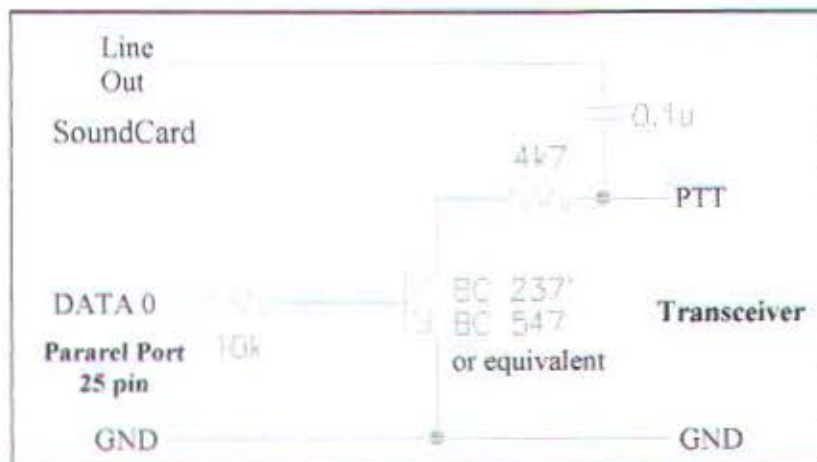 Line
Out
SoundCard
0.1u
4k7
PTT
DATA 0
10k
BC 237
BC 547
or equivalent
Transceiver
Pararel Port
25 pin
GND
GND